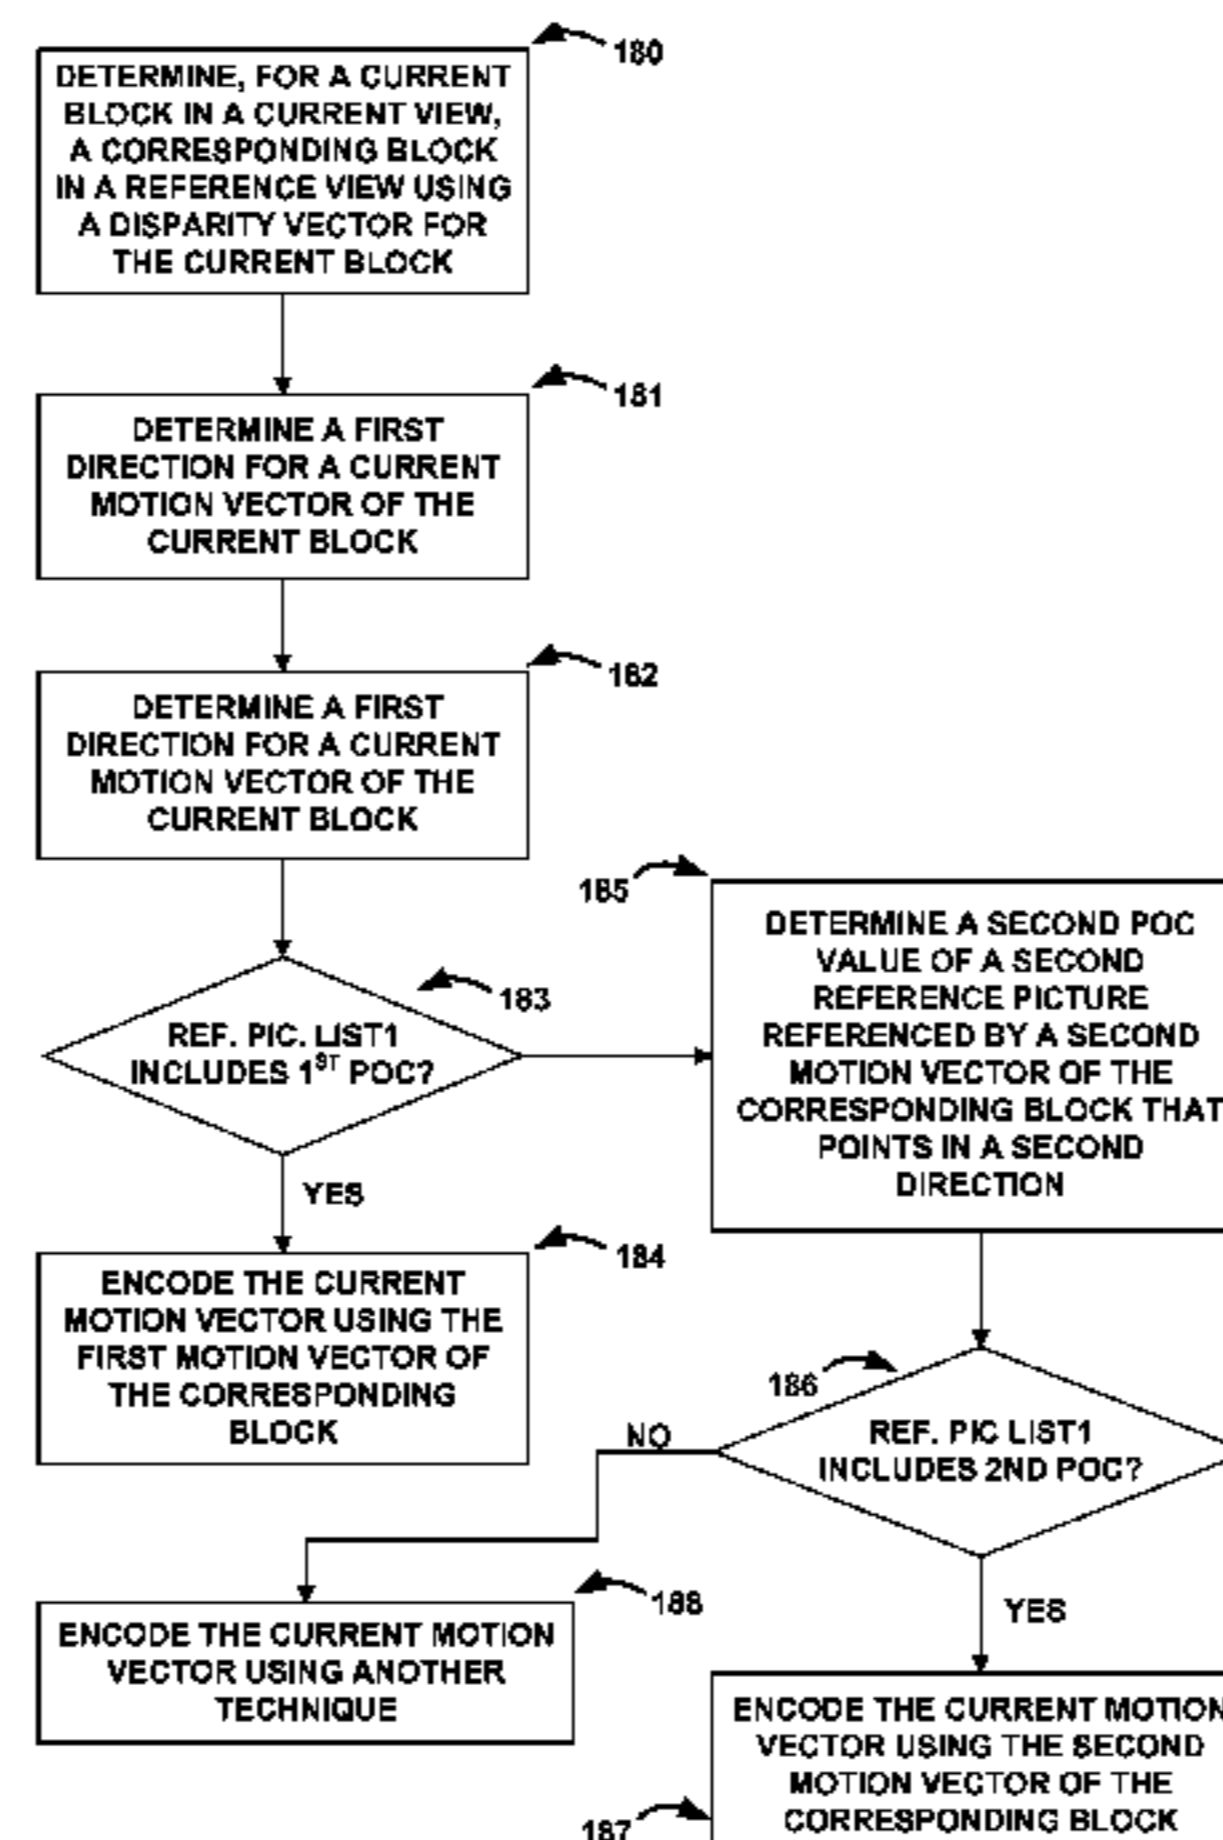 180
DETERMINE, FOR A CURRENT
BLOCK IN A CURRENT VIEW,
A CORRESPONDING BLOCK
IN A REFERENCE VIEW USING
A DISPARITY VECTOR FOR
THE CURRENT BLOCK
181
DETERMINE A FIRST
DIRECTION FOR A CURRENT
MOTION VECTOR OF THE
CURRENT BLOCK
182
DETERMINE A FIRST
DIRECTION FOR A CURRENT
MOTION VECTOR OF THE
CURRENT BLOCK
183
REF. PIC. LIST1
INCLUDES 1ST POC?
YES
184
ENCODE THE CURRENT
MOTION VECTOR USING THE
FIRST MOTION VECTOR OF
THE CORRESPONDING
BLOCK
185
DETERMINE A SECOND POC
VALUE OF A SECOND
REFERENCE PICTURE
REFERENCED BY A SECOND
MOTION VECTOR OF THE
CORRESPONDING BLOCK THAT
POINTS IN A SECOND
DIRECTION
186
REF. PIC LIST1
INCLUDES 2ND POC?
NO
YES
188
ENCODE THE CURRENT MOTION
VECTOR USING ANOTHER
TECHNIQUE
187
ENCODE THE CURRENT MOTION
VECTOR USING THE SECOND
MOTION VECTOR OF THE
CORRESPONDING BLOCK